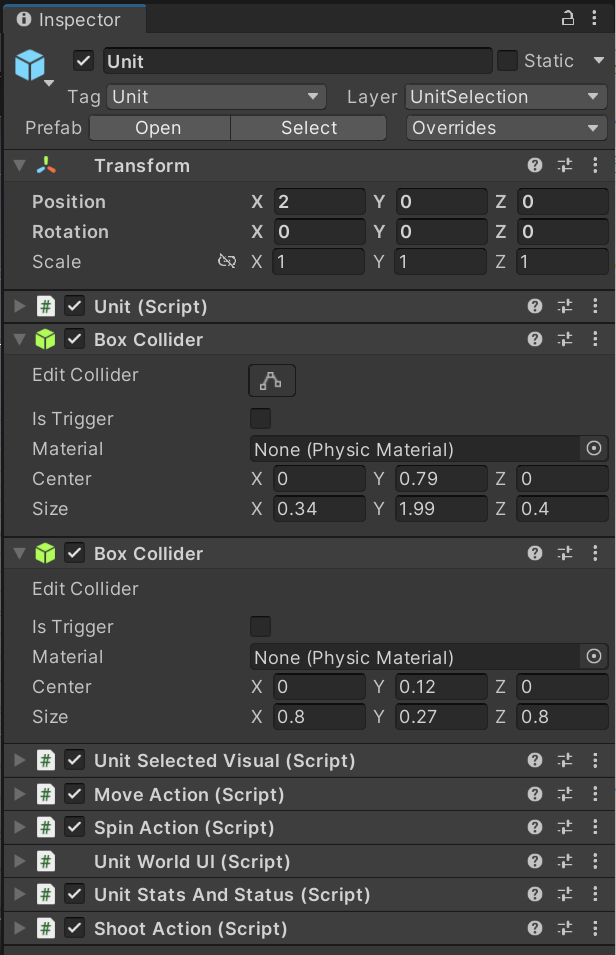 Inspector
Unit Static
Tag Unit Layer UnitSelection
Prefab Open Select Overrides
Transform
Position X 2 Y 0 Z 0
Rotation X 0 Y 0 Z 0
Scale X 1 Y 1 Z 1
# Unit (Script)
Box Collider
Edit Collider
Is Trigger
Material None (Physic Material)
Center X 0 Y 0.79 Z 0
Size X 0.34 Y 1.99 Z 0.4
Box Collider
Edit Collider
Is Trigger
Material None (Physic Material)
Center X 0 Y 0.12 Z 0
Size X 0.8 Y 0.27 Z 0.8
# Unit Selected Visual (Script)
# Move Action (Script)
# Spin Action (Script)
# Unit World UI (Script)
# Unit Stats And Status (Script)
# Shoot Action (Script)